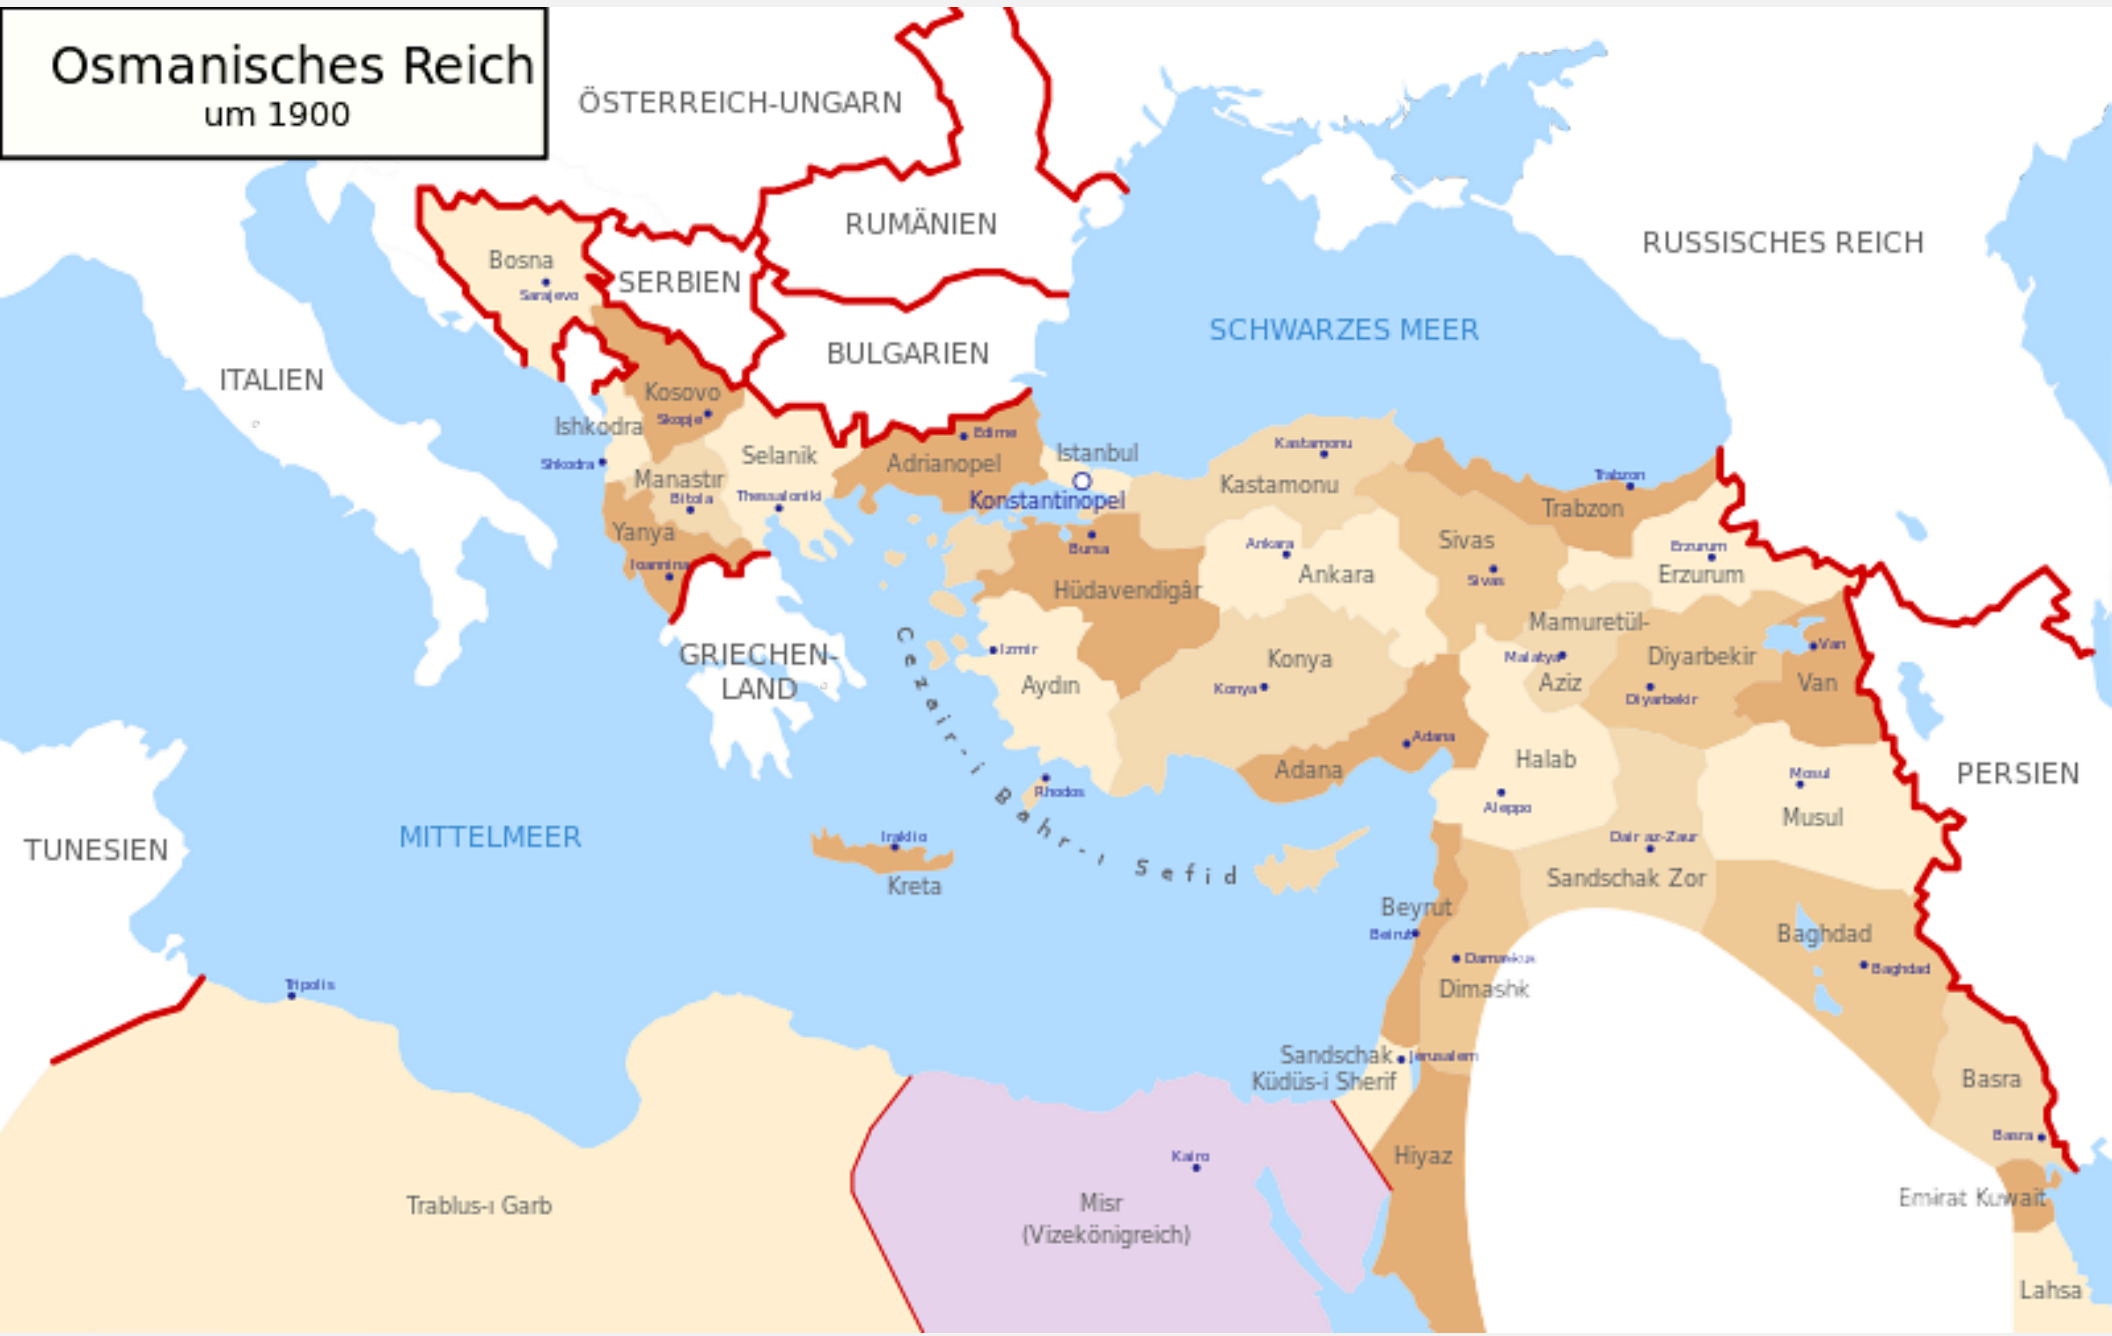 Osmanisches Reich
um 1900
ÖSTERREICH-UNGARN
RUMÄNIEN
RUSSISCHES REICH
Bosna
Sarajevo
SERBIEN
SCHWARZES MEER
BULGARIEN
ITALIEN
Kosovo
Skopje
Ishkodra
Shkodra
Edirne
Adrianopel
Istanbul
Konstantinopel
Selanik
Thessaloniki
Manastır
Bitola
Yanya
Ioannina
Kastamonu
Kastamonu
Trabzon
Trabzon
Bursa
Hüdavendigâr
Ankara
Ankara
Sivas
Sivas
Erzurum
Erzurum
Mamuretül-
Aziz
Malatya
Diyarbekir
Diyarbekir
Van
Van
GRIECHEN-
LAND
Izmir
Aydın
Konya
Konya
Adana
Adana
Halab
Aleppo
Mosul
Musul
PERSIEN
Cezair-i Bahr-ı Sefid
Rhodos
TUNESIEN
MITTELMEER
Iraklio
Kreta
Dair az-Zaur
Sandschak Zor
Beyrut
Beirut
Damaskus
Dimashk
Baghdad
Baghdad
Tripolis
Sandschak
Küdüs-i Sherif
Jerusalem
Basra
Basra
Kairo
Hiyaz
Trablus-ı Garb
Misr
(Vizekönigreich)
Emirat Kuwait
Lahsa